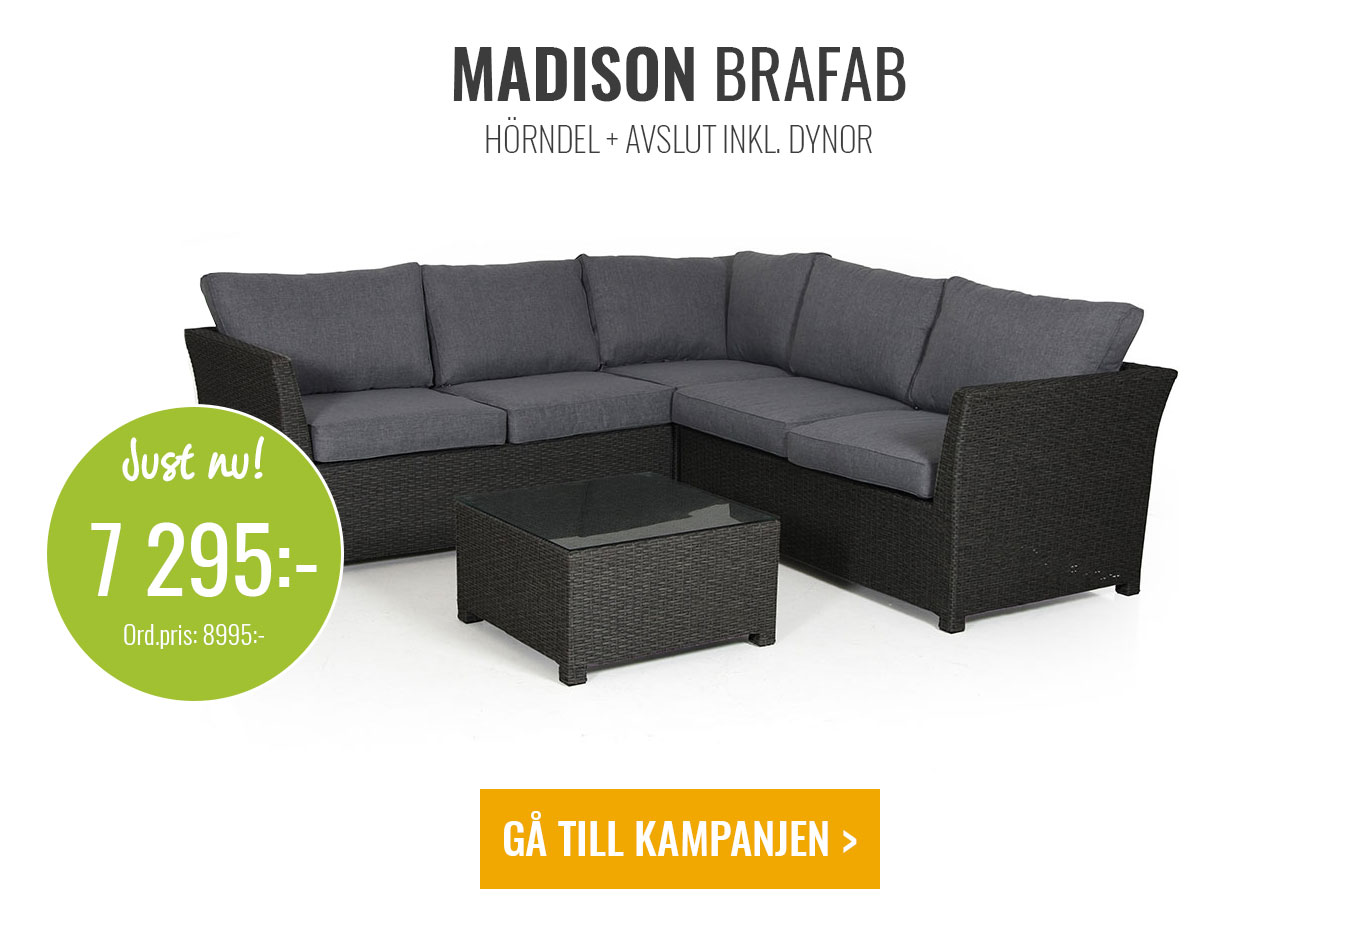 MADISON BRAFAB
HÖRNDEL + AVSLUT INKL. DYNOR
Just nu!
7 295:-
Ord.pris: 8995:-
GÅ TILL KAMPANJEN >